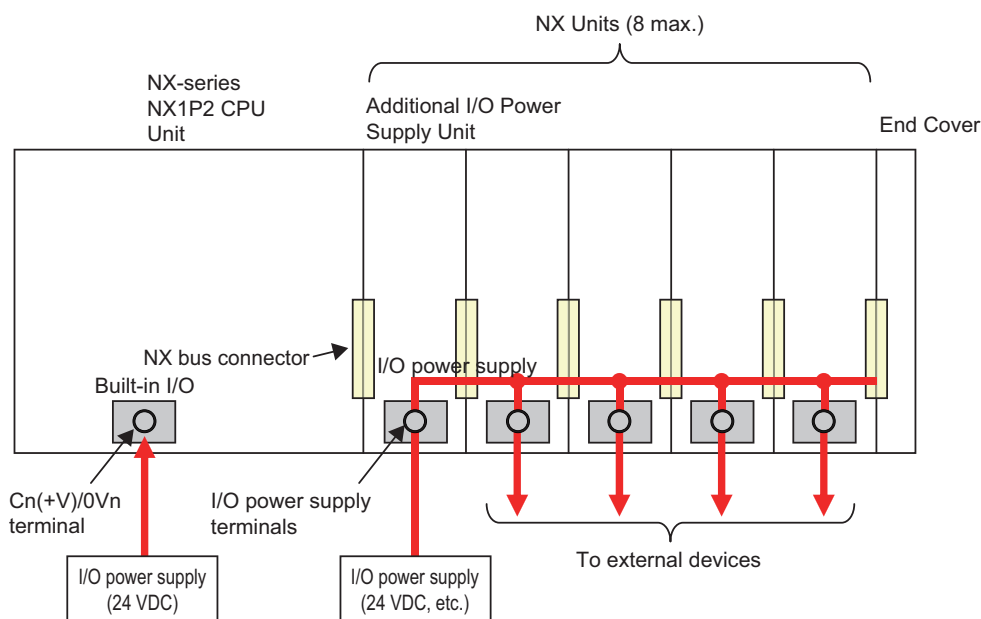 NX Units (8 max.)
NX-series
NX1P2 CPU
Unit
Additional I/O Power
Supply Unit
End Cover
NX bus connector
I/O power supply
Built-in I/O
Cn(+V)/0Vn
terminal
I/O power supply
terminals
To external devices
I/O power supply
(24 VDC)
I/O power supply
(24 VDC, etc.)